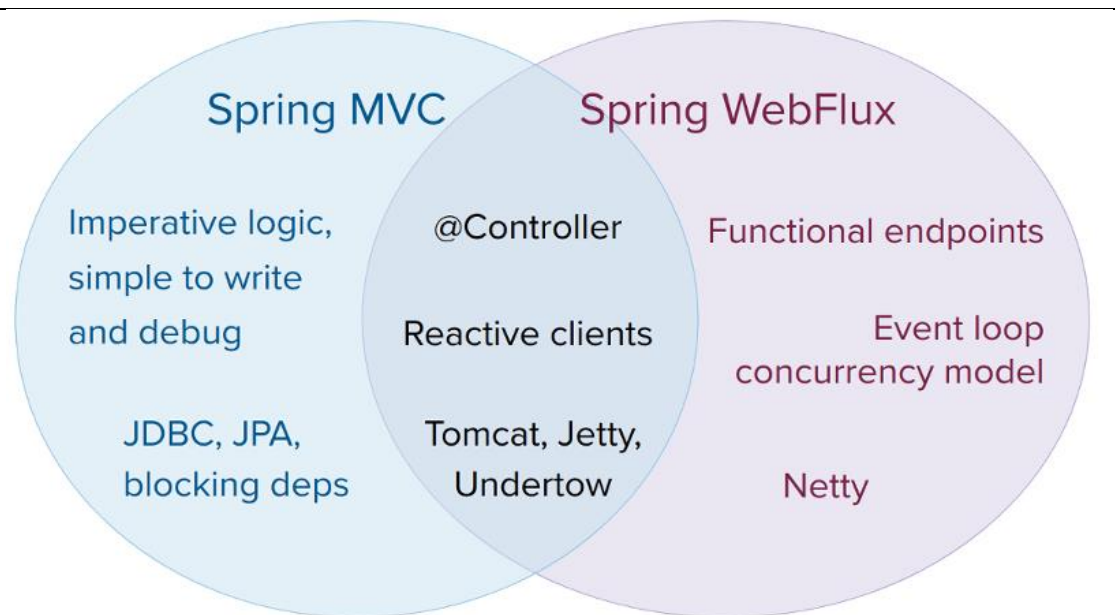 Spring MVC
Spring WebFlux
Imperative logic,
simple to write
and debug
JDBC, JPA,
blocking deps
@Controller
Reactive clients
Tomcat, Jetty,
Undertow
Functional endpoints
Event loop
concurrency model
Netty